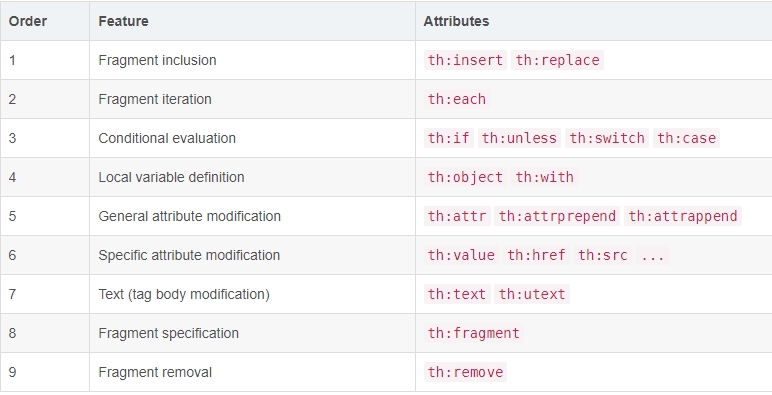 Order Feature Attributes
1 Fragment inclusion th:insert th:replace
2 Fragment iteration th:each
3 Conditional evaluation th:if th:unless th:switch th:case
4 Local variable definition th:object th:with
5 General attribute modification th:attr th:attrprepend th:attrappend
6 Specific attribute modification th:value th:href th:src ...
7 Text (tag body modification) th:text th:utext
8 Fragment specification th:fragment
9 Fragment removal th:remove